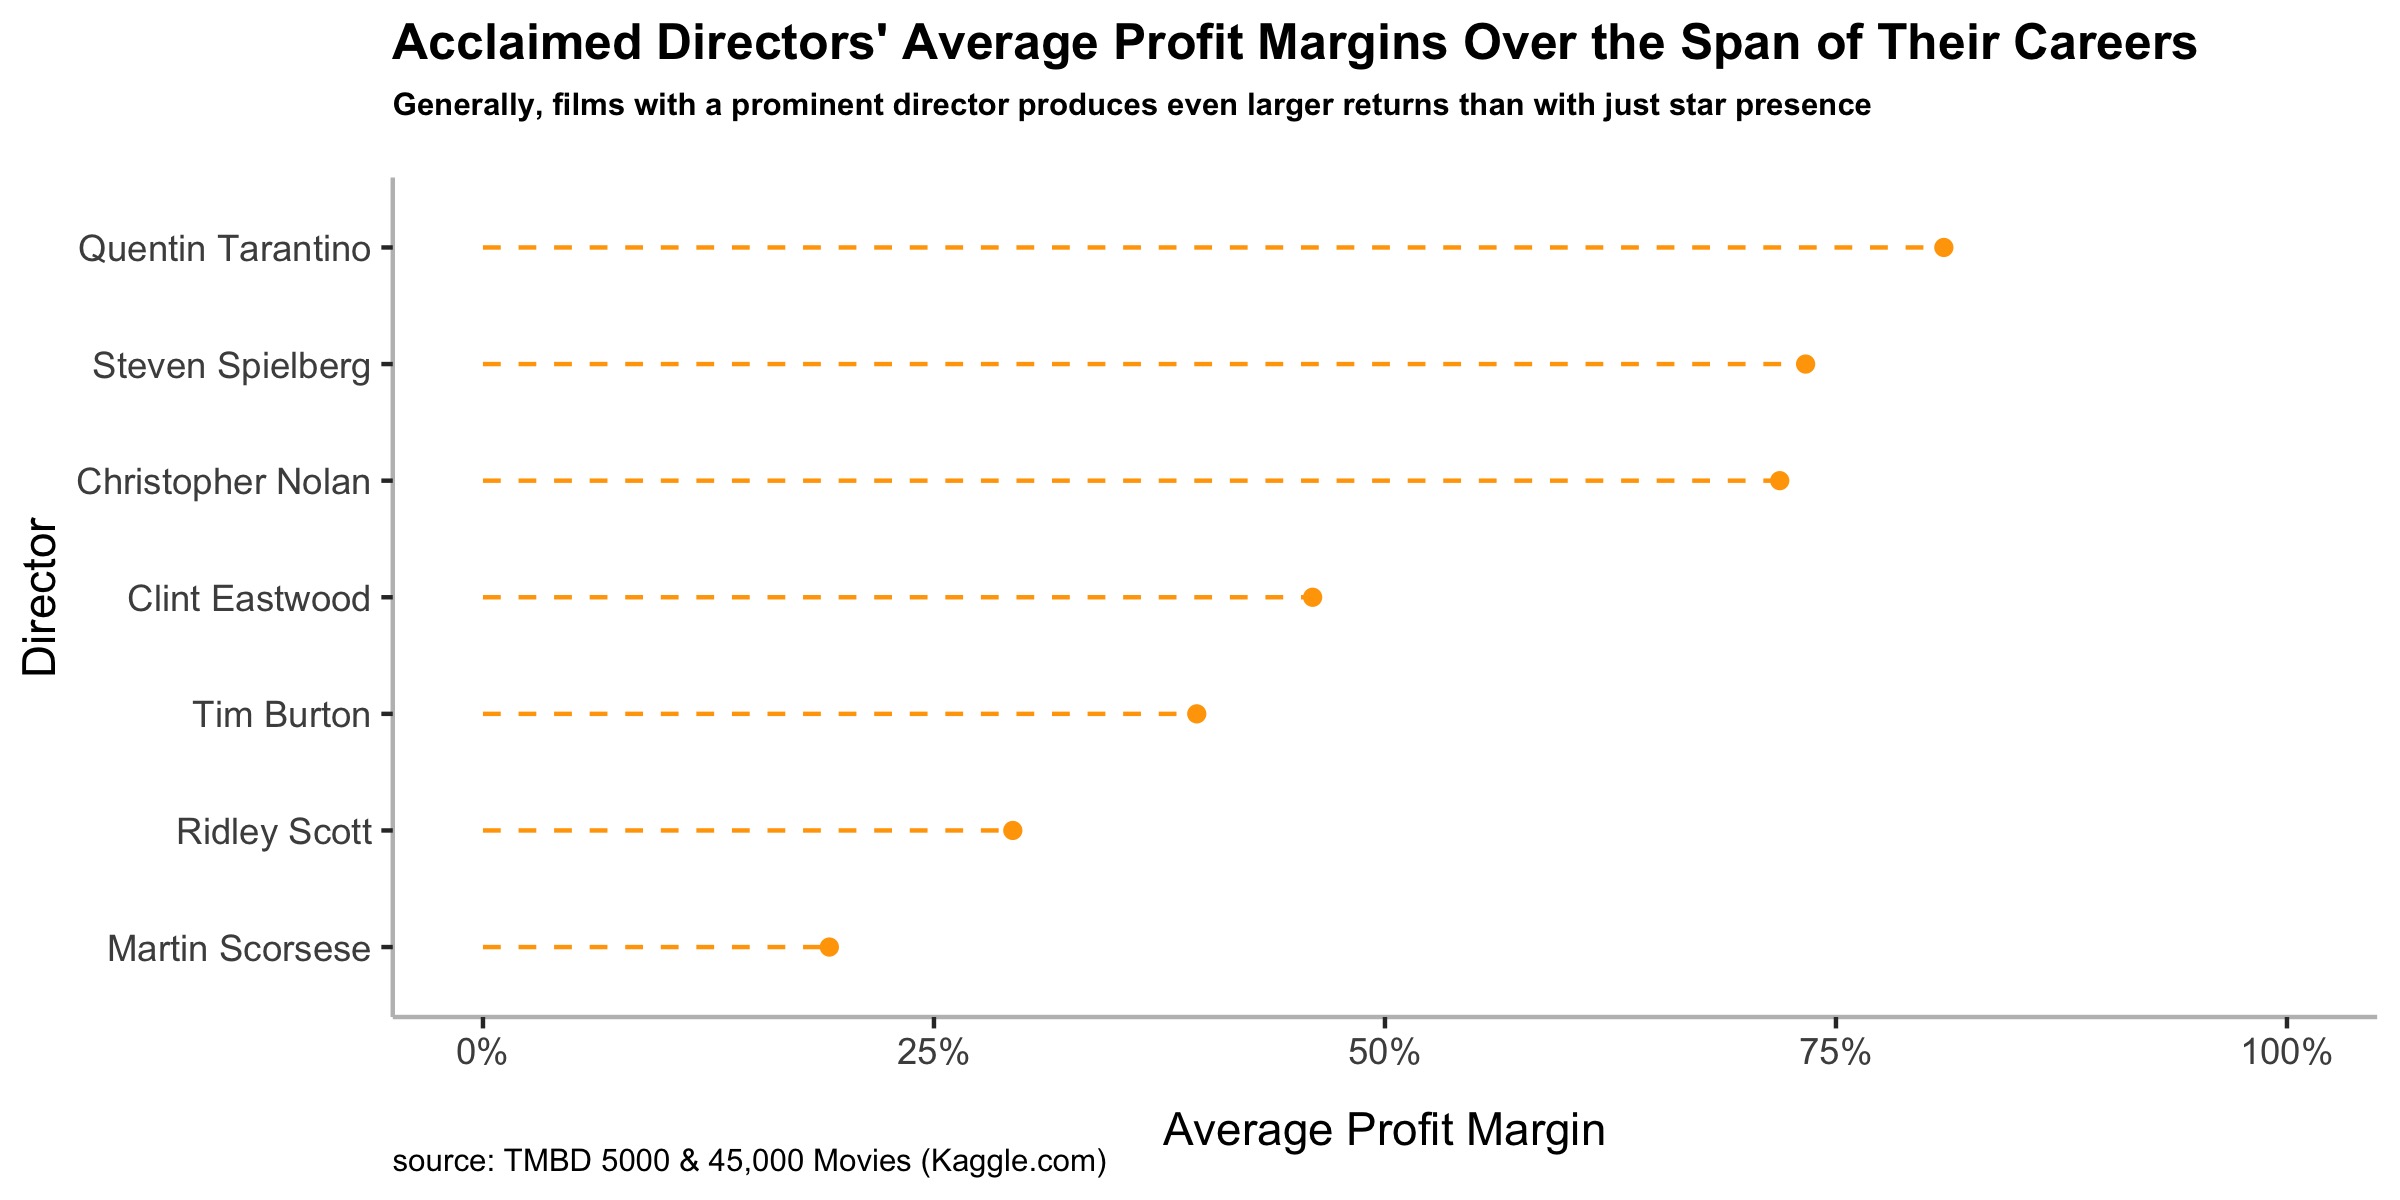 Acclaimed Directors' Average Profit Margins Over the Span of Their Careers
Generally, films with a prominent director produces even larger returns than with just star presence
Director
Quentin Tarantino
Steven Spielberg
Christopher Nolan
Clint Eastwood
Tim Burton
Ridley Scott
Martin Scorsese
0% 25% 50% 75% 100%
Average Profit Margin
source: TMBD 5000 & 45,000 Movies (Kaggle.com)